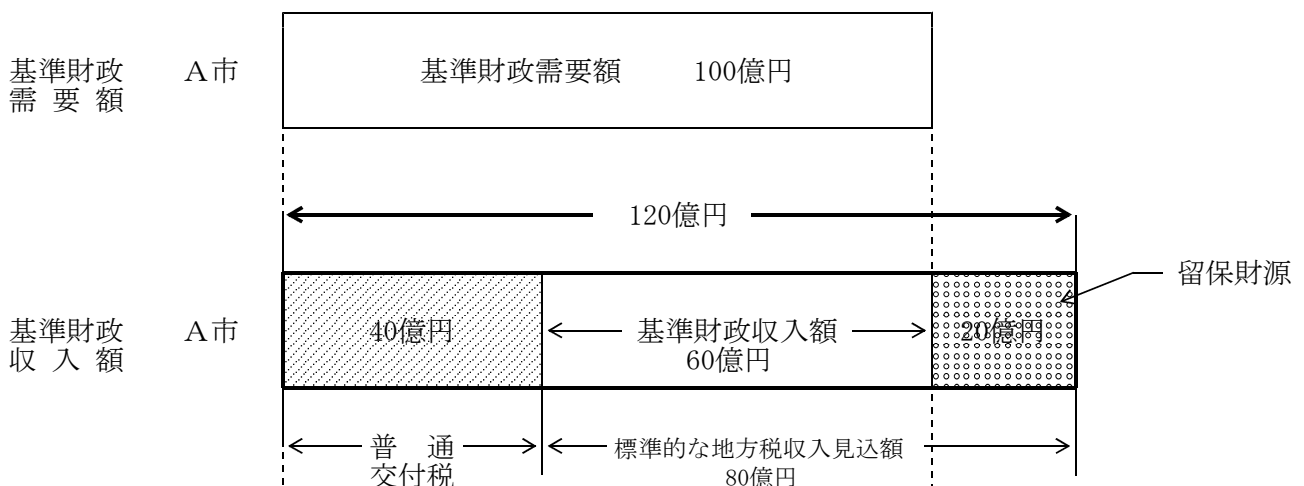 基準財政 A市 基準財政需要額 100億円
需要額
120億円
留保財源
基準財政 A市 40億円 基準財政収入額 20億円
収入額 60億円
普通 標準的な地方税収入見込額
交付税 80億円